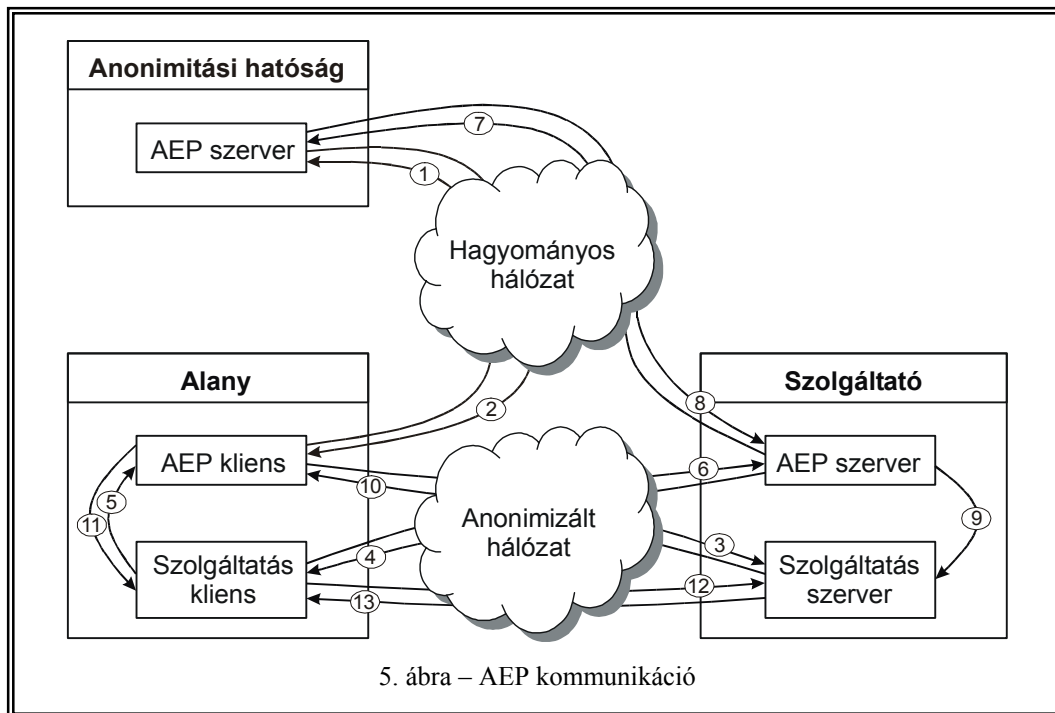 Anonimitási hatóság
AEP szerver
7
1
Hagyományos
hálózat
Alany
Szolgáltató
2
8
AEP kliens
AEP szerver
6
10
5
11
9
Anonimizált
hálózat
3
4
Szolgáltatás
kliens
Szolgáltatás
szerver
12
13
5. ábra – AEP kommunikáció